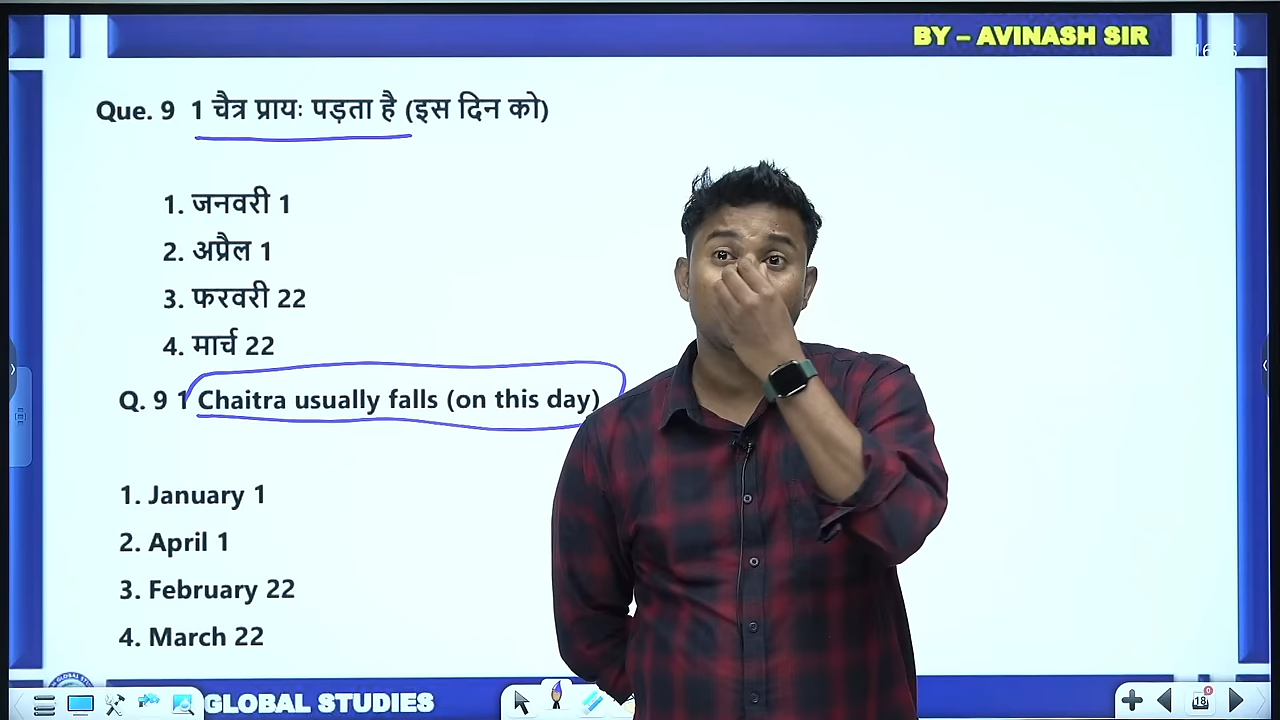 BY – AVINASH SIR
Que. 9 1 चैत्र प्रायः पड़ता है (इस दिन को)
1. जनवरी 1
2. अप्रैल 1
3. फरवरी 22
4. मार्च 22
Q. 9 1 Chaitra usually falls (on this day)
1. January 1
2. April 1
3. February 22
4. March 22
GLOBAL STUDIES
18